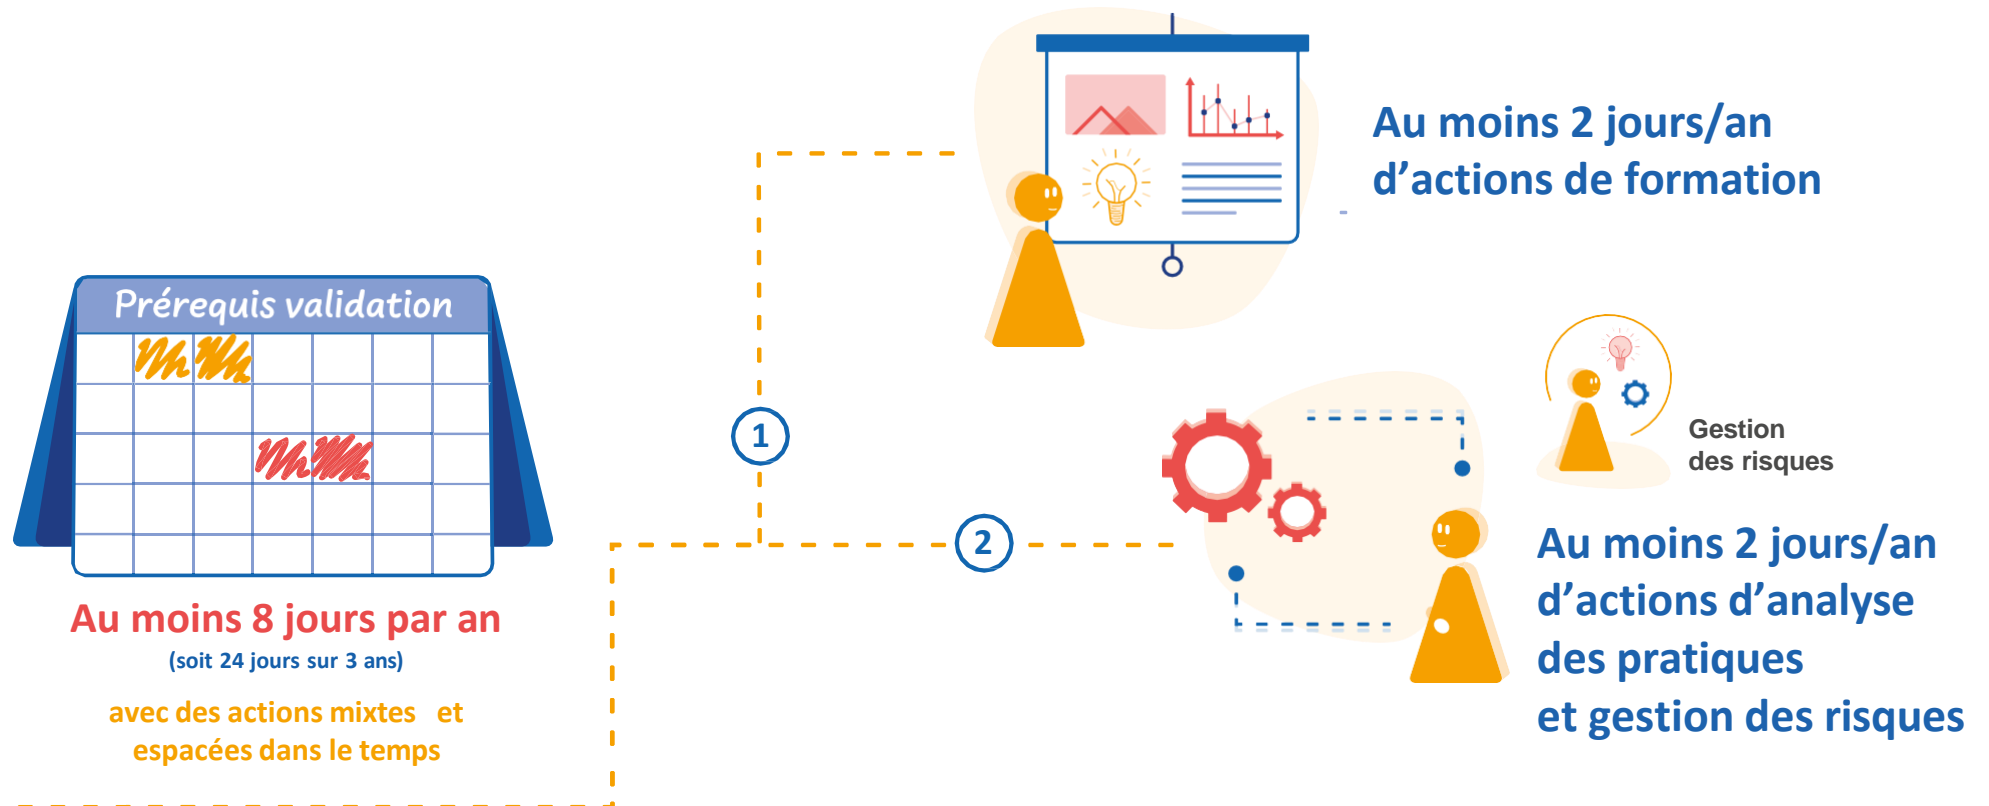 Prérequis validation
Au moins 8 jours par an
(soit 24 jours sur 3 ans)
avec des actions mixtes et
espacées dans le temps
1
Au moins 2 jours/an
d’actions de formation
2
Gestion
des risques
Au moins 2 jours/an
d’actions d’analyse
des pratiques
et gestion des risques